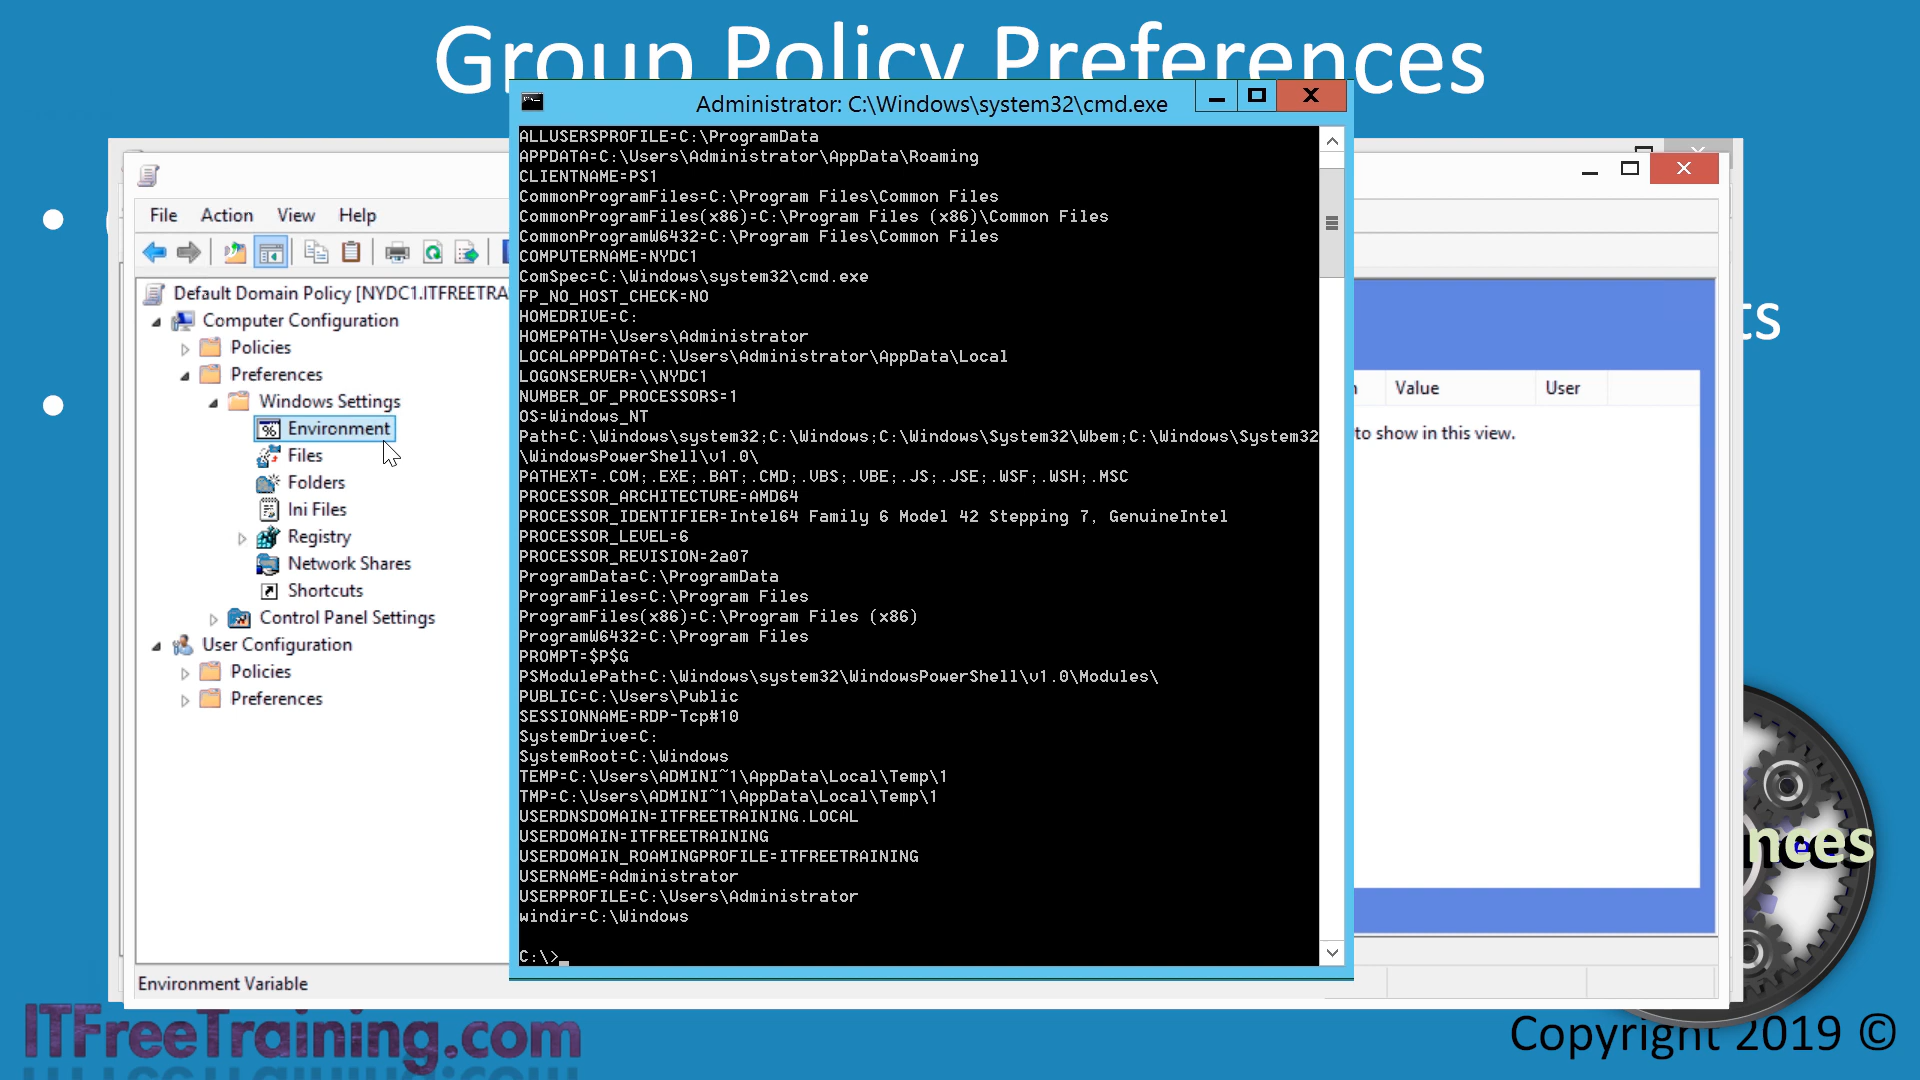 Group Policy Preferences
Administrator: C:\Windows\system32\cmd.exe
File Action View Help
Default Domain Policy [NYDC1.ITFREETRA
Computer Configuration
Policies
Preferences
Windows Settings
Environment
Files
Folders
Ini Files
Registry
Network Shares
Shortcuts
Control Panel Settings
User Configuration
Policies
Preferences
Environment Variable
ALLUSERSPROFILE=C:\ProgramData
APPDATA=C:\Users\Administrator\AppData\Roaming
CLIENTNAME=PS1
CommonProgramFiles=C:\Program Files\Common Files
CommonProgramFiles(x86)=C:\Program Files (x86)\Common Files
CommonProgramW6432=C:\Program Files\Common Files
COMPUTERNAME=NYDC1
ComSpec=C:\Windows\system32\cmd.exe
FP_NO_HOST_CHECK=NO
HOMEDRIVE=C:
HOMEPATH=\Users\Administrator
LOCALAPPDATA=C:\Users\Administrator\AppData\Local
LOGONSERVER=\\NYDC1
NUMBER_OF_PROCESSORS=1
OS=Windows_NT
Path=C:\Windows\system32;C:\Windows;C:\Windows\System32\Wbem;C:\Windows\System32
\WindowsPowerShell\v1.0\
PATHEXT=.COM;.EXE;.BAT;.CMD;.VBS;.VBE;.JS;.JSE;.WSF;.WSH;.MSC
PROCESSOR_ARCHITECTURE=AMD64
PROCESSOR_IDENTIFIER=Intel64 Family 6 Model 42 Stepping 7, GenuineIntel
PROCESSOR_LEVEL=6
PROCESSOR_REVISION=2a07
ProgramData=C:\ProgramData
ProgramFiles=C:\Program Files
ProgramFiles(x86)=C:\Program Files (x86)
ProgramW6432=C:\Program Files
PROMPT=$P$G
PSModulePath=C:\Windows\system32\WindowsPowerShell\v1.0\Modules\
PUBLIC=C:\Users\Public
SESSIONNAME=RDP-Tcp#10
SystemDrive=C:
SystemRoot=C:\Windows
TEMP=C:\Users\ADMINI~1\AppData\Local\Temp\1
TMP=C:\Users\ADMINI~1\AppData\Local\Temp\1
USERDNSDOMAIN=ITFREETRAINING.LOCAL
USERDOMAIN=ITFREETRAINING
USERDOMAIN_ROAMINGPROFILE=ITFREETRAINING
USERNAME=Administrator
USERPROFILE=C:\Users\Administrator
windir=C:\Windows
C:\>_
ts
Value User
to show in this view.
nces
ITFreeTraining.com
Copyright 2019 ©